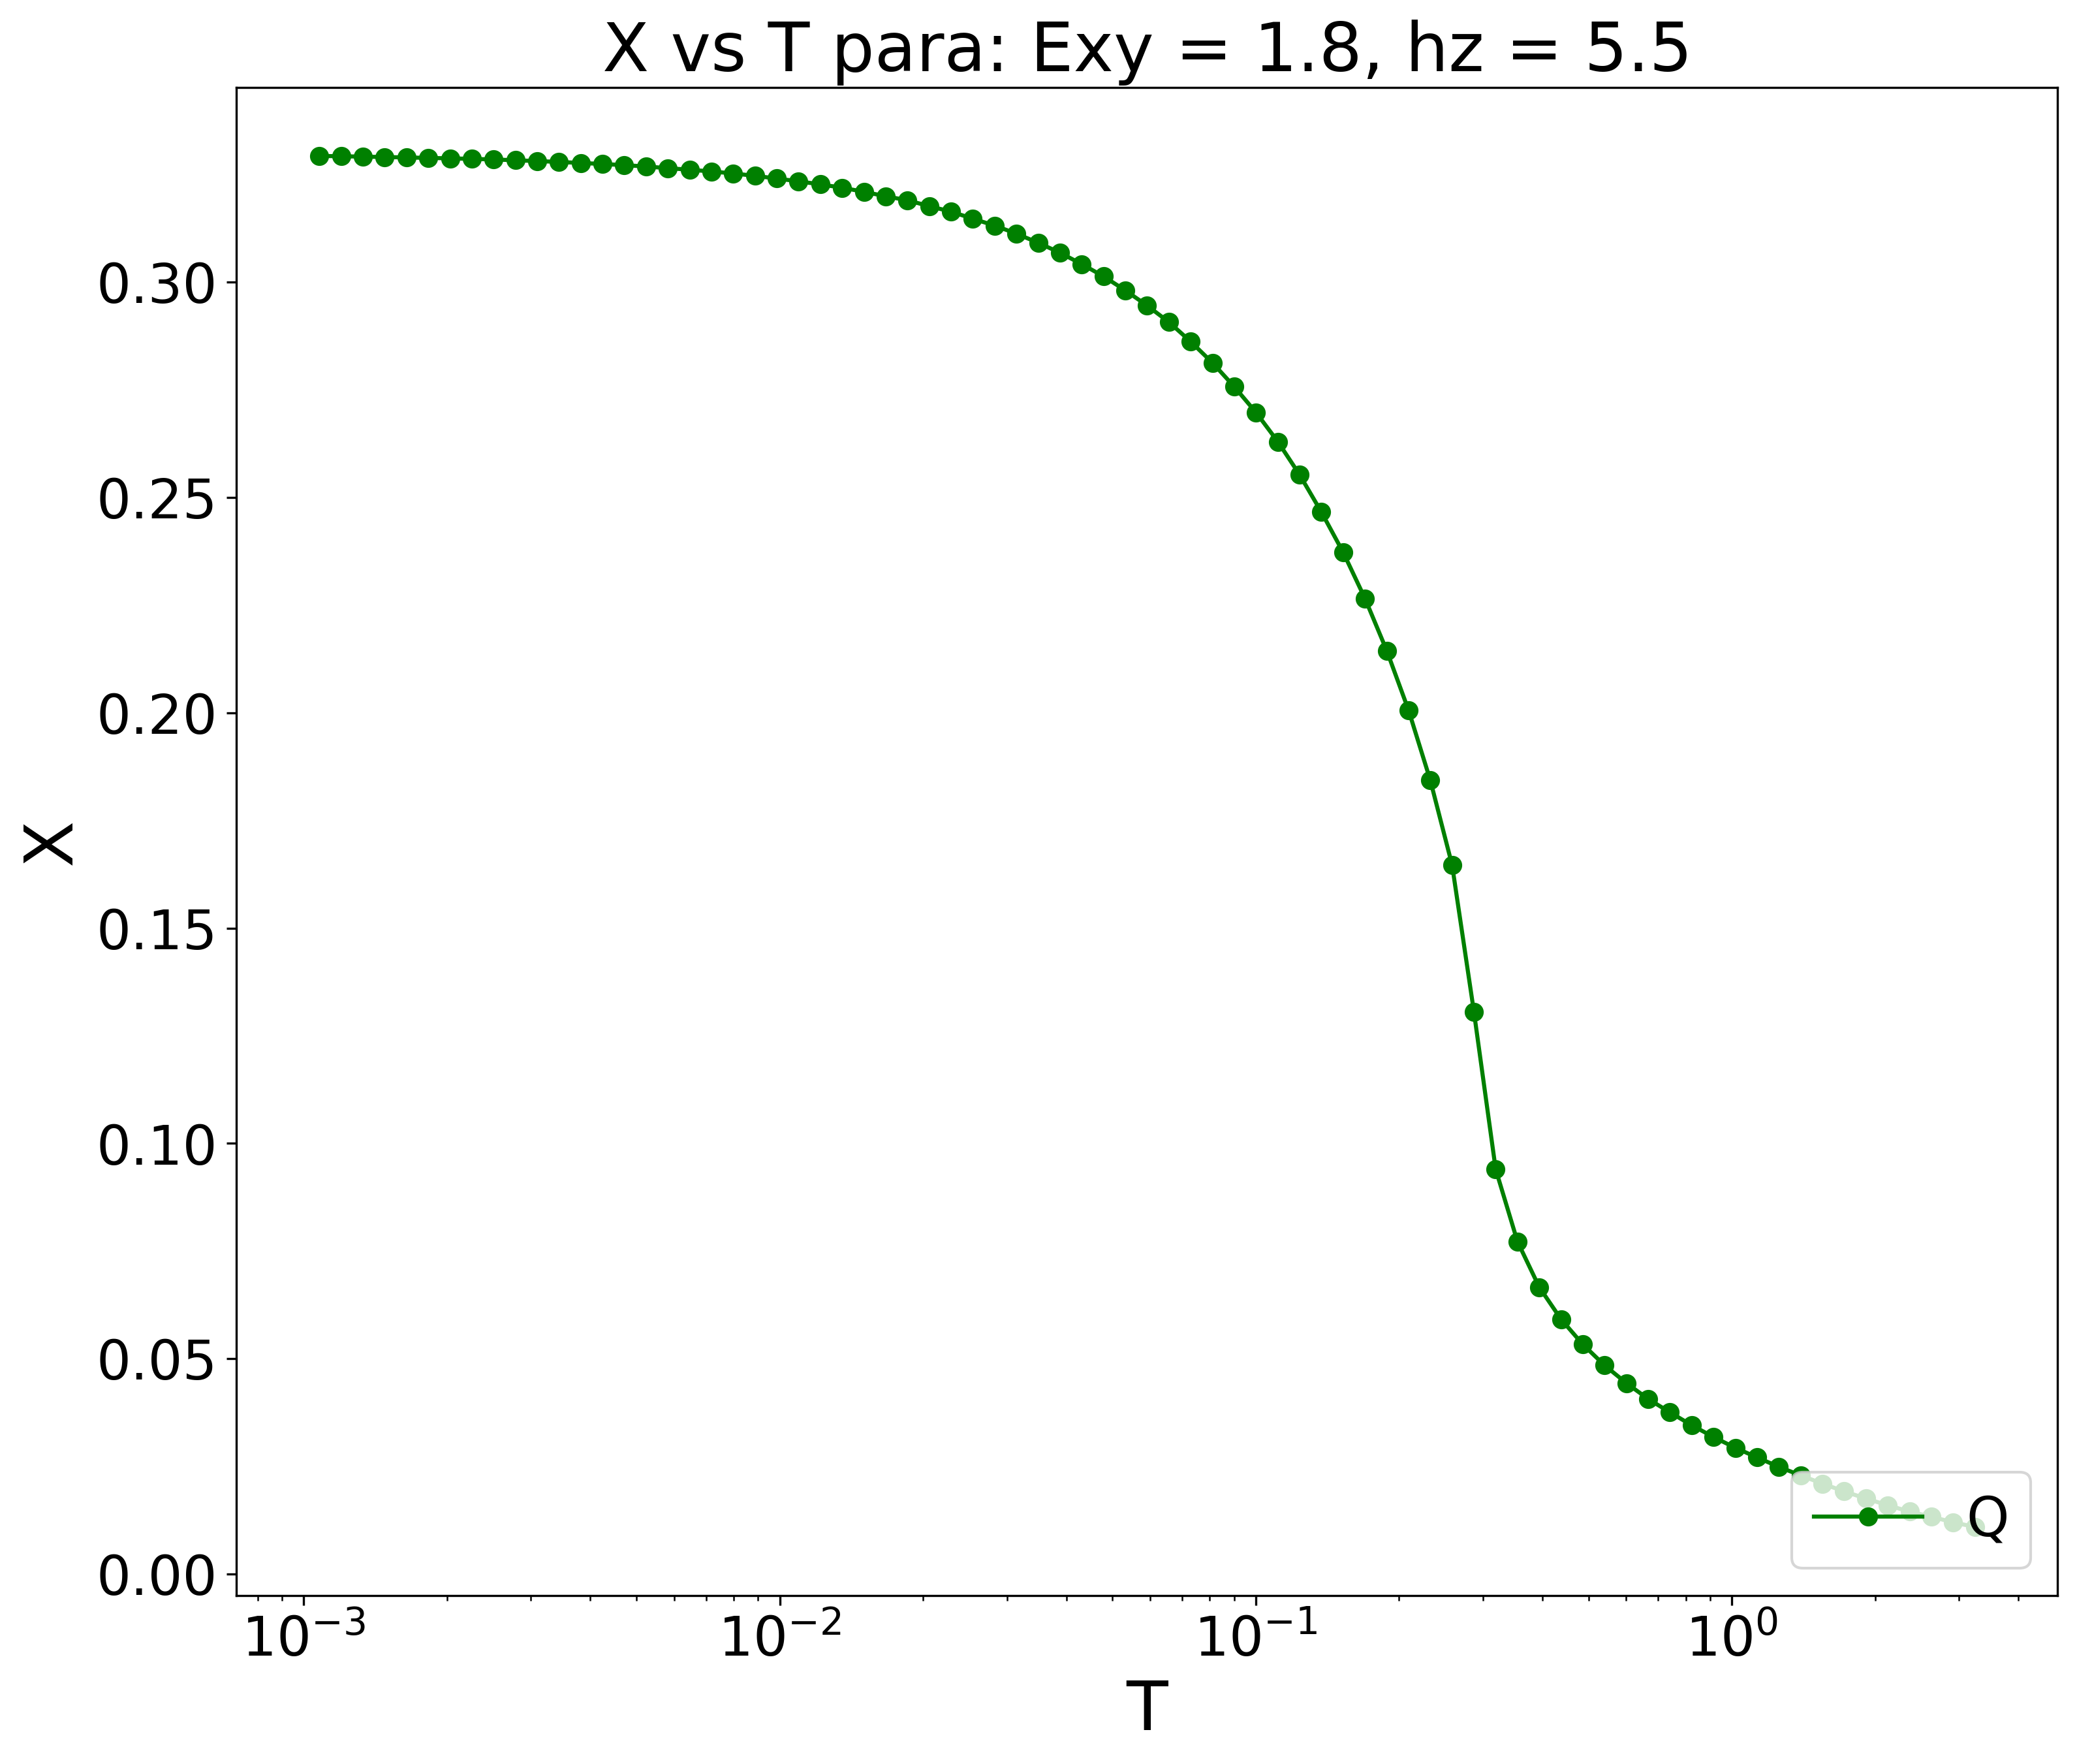 X vs T para: Exy = 1.8, hz = 5.5
X
0.30
0.25
0.20
0.15
0.10
0.05
0.00
Q
10⁻³ 10⁻² 10⁻¹ 10⁰
T